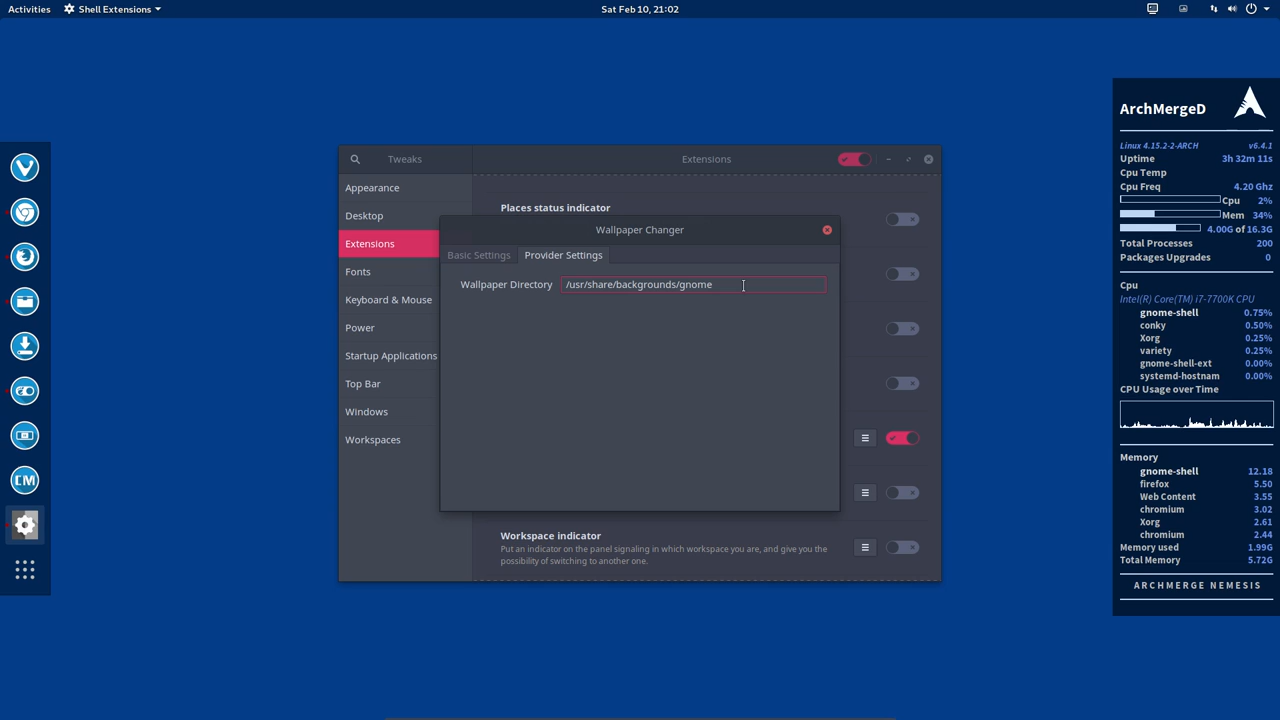 Activities
Shell Extensions
Sat Feb 10, 21:02
Tweaks
Extensions
Appearance
Desktop
Extensions
Fonts
Keyboard & Mouse
Power
Startup Applications
Top Bar
Windows
Workspaces
Places status indicator
Wallpaper Changer
Basic Settings
Provider Settings
Wallpaper Directory
/usr/share/backgrounds/gnome
Workspace indicator
Put an indicator on the panel signaling in which workspace you are, and give you the
possibility of switching to another one.
CM
ArchMergeD
Linux 4.15.2-2-ARCH v6.4.1
Uptime 3h 32m 11s
Cpu Temp
Cpu Freq 4.20 Ghz
Cpu 2%
Mem 34%
4.00G of 16.3G
Total Processes 200
Packages Upgrades 0
Cpu
Intel(R) Core(TM) i7-7700K CPU
gnome-shell 0.75%
conky 0.50%
Xorg 0.25%
variety 0.25%
gnome-shell-ext 0.00%
systemd-hostnam 0.00%
CPU Usage over Time
Memory
gnome-shell 12.18
firefox 5.50
Web Content 3.55
chromium 3.02
Xorg 2.61
chromium 2.44
Memory used 1.99G
Total Memory 5.72G
ARCHMERGE NEMESIS